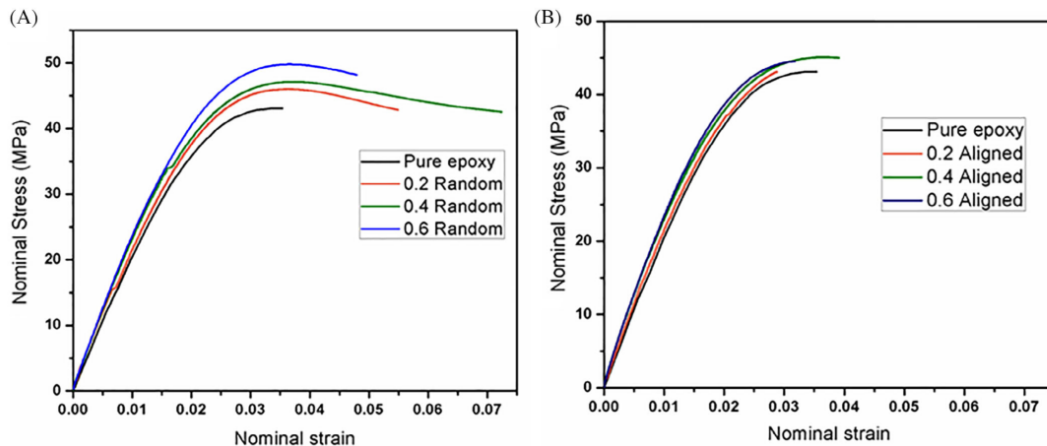 (A)
Nominal Stress (MPa)
50
40
30
20
10
0
0.00 0.01 0.02 0.03 0.04 0.05 0.06 0.07
Nominal strain
Pure epoxy
0.2 Random
0.4 Random
0.6 Random
(B)
Nominal Stress (MPa)
50
40
30
20
10
0
0.00 0.01 0.02 0.03 0.04 0.05 0.06 0.07
Nominal strain
Pure epoxy
0.2 Aligned
0.4 Aligned
0.6 Aligned